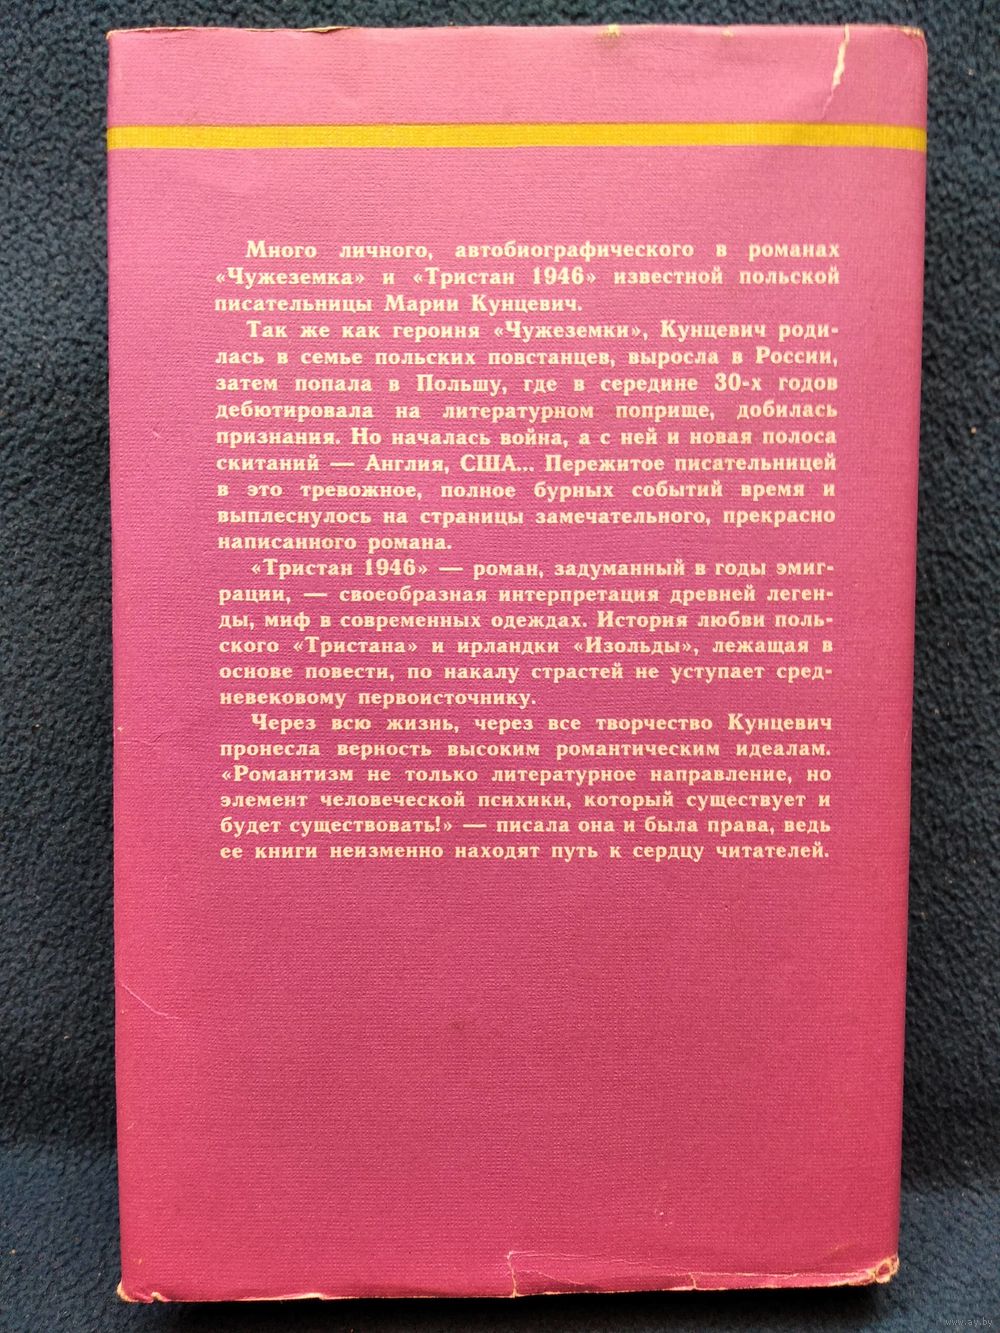 Много личного, автобиографического в романах
«Чужеземка» и «Тристан 1946» известной польской
писательницы Марии Кунцевич.
Так же как героиня «Чужеземки», Кунцевич роди-
лась в семье польских повстанцев, выросла в России,
затем попала в Польшу, где в середине 30-х годов
дебютировала на литературном поприще, добилась
признания. Но началась война, а с ней и новая полоса
скитаний — Англия, США... Пережитое писательницей
в это тревожное, полное бурных событий время и
выплеснулось на страницы замечательного, прекрасно
написанного романа.
«Тристан 1946» — роман, задуманный в годы эмиг-
рации, — своеобразная интерпретация древней леген-
ды, миф в современных одеждах. История любви поль-
ского «Тристана» и ирландки «Изольды», лежащая в
основе повести, по накалу страстей не уступает сред-
невековому первоисточнику.
Через всю жизнь, через все творчество Кунцевич
пронесла верность высоким романтическим идеалам.
«Романтизм не только литературное направление, но
элемент человеческой психики, который существует и
будет существовать!» — писала она и была права, ведь
ее книги неизменно находят путь к сердцу читателей.
www.ay.by